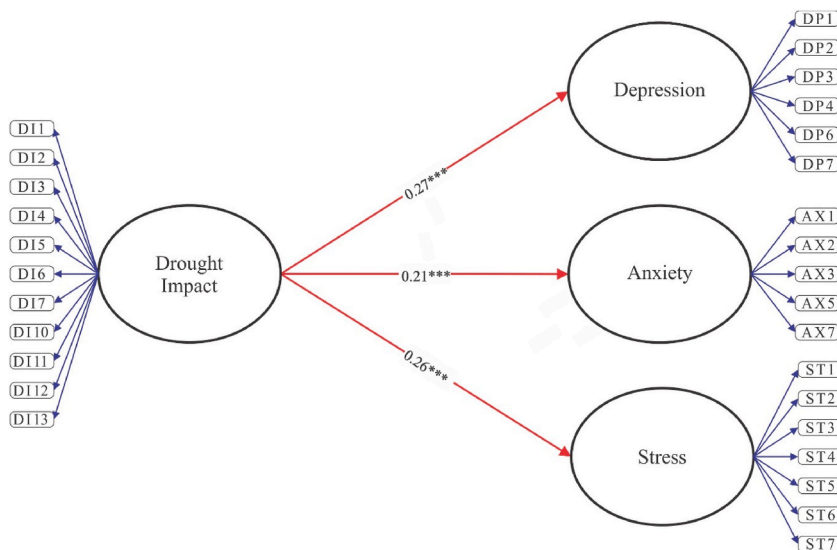 DI1
DI2
DI3
DI4
DI5
DI6
DI7
DI10
DI11
DI12
DI13
Drought
Impact
0.27***
0.21***
0.26***
Depression
Anxiety
Stress
DP1
DP2
DP3
DP4
DP6
DP7
AX1
AX2
AX3
AX5
AX7
ST1
ST2
ST3
ST4
ST5
ST6
ST7